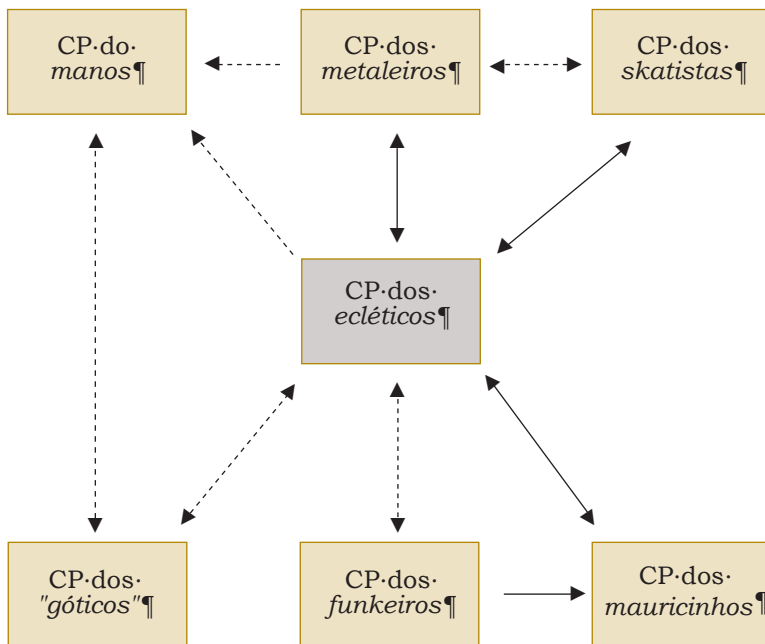 CP·do·
manos¶
CP·dos·
metaleiros¶
CP·dos·
skatistas¶
CP·dos·
ecléticos¶
CP·dos·
"góticos"¶
CP·dos·
funkeiros¶
CP·dos·
mauricinhos¶